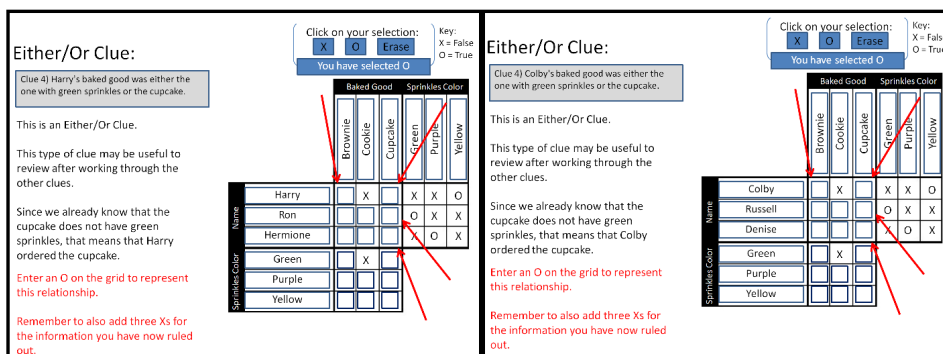 Click on your selection:
X O Erase
You have selected O
Key:
X = False
O = True
Either/Or Clue:
Clue 4) Harry's baked good was either the
one with green sprinkles or the cupcake.
This is an Either/Or Clue.
This type of clue may be useful to
review after working through the
other clues.
Since we already know that the
cupcake does not have green
sprinkles, that means that Harry
ordered the cupcake.
Enter an O on the grid to represent
this relationship.
Remember to also add three Xs for
the information you have now ruled
out.
Baked Good Sprinkles Color
Brownie Cookie Cupcake Green Purple Yellow
Name
Harry X X X O
Ron O X X
Hermione X O X
Sprinkles Color
Green X
Purple
Yellow
Click on your selection:
X O Erase
You have selected O
Key:
X = False
O = True
Either/Or Clue:
Clue 4) Colby's baked good was either the
one with green sprinkles or the cupcake.
This is an Either/Or Clue.
This type of clue may be useful to
review after working through the
other clues.
Since we already know that the
cupcake does not have green
sprinkles, that means that Colby
ordered the cupcake.
Enter an O on the grid to represent
this relationship.
Remember to also add three Xs for
the information you have now ruled
out.
Baked Good Sprinkles Color
Brownie Cookie Cupcake Green Purple Yellow
Name
Colby X X X O
Russell O X X
Denise X O X
Sprinkles Color
Green X
Purple
Yellow